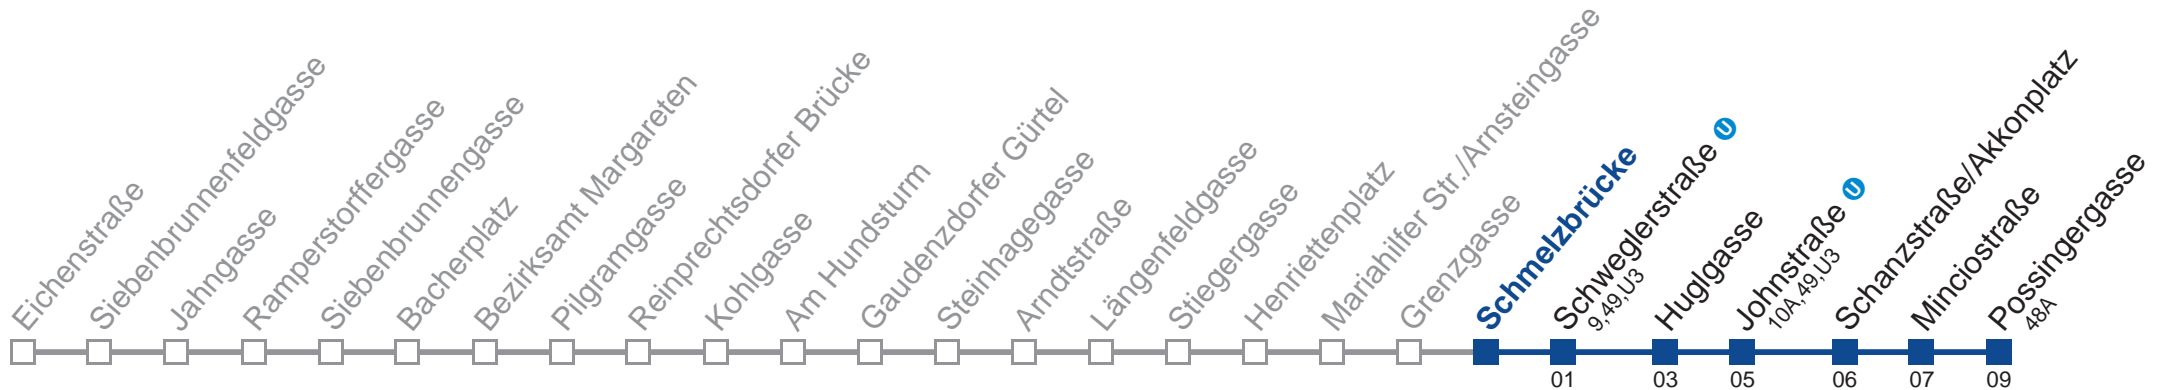 Eichenstraße
Siebenbrunnenfeldgasse
Jahngasse
Ramperstorffergasse
Siebenbrunnengasse
Bacherplatz
Bezirksamt Margareten
Pilgramgasse
Reinprechtsdorfer Brücke
Kohlgasse
Am Hundsturm
Gaudenzdorfer Gürtel
Steinhagegasse
Arndtstraße
Längenfeldgasse
Stiegergasse
Henriettenplatz
Mariahilfer Str./Arnsteingasse
Grenzgasse
Schmelzbrücke
Schweglerstraße U
9, 49, U3
Huglgasse
Johnstraße U
10A, 49, U3
Schanzstraße/Akkonplatz
Minciostraße
Possingergasse
48A
01 03 05 06 07 09